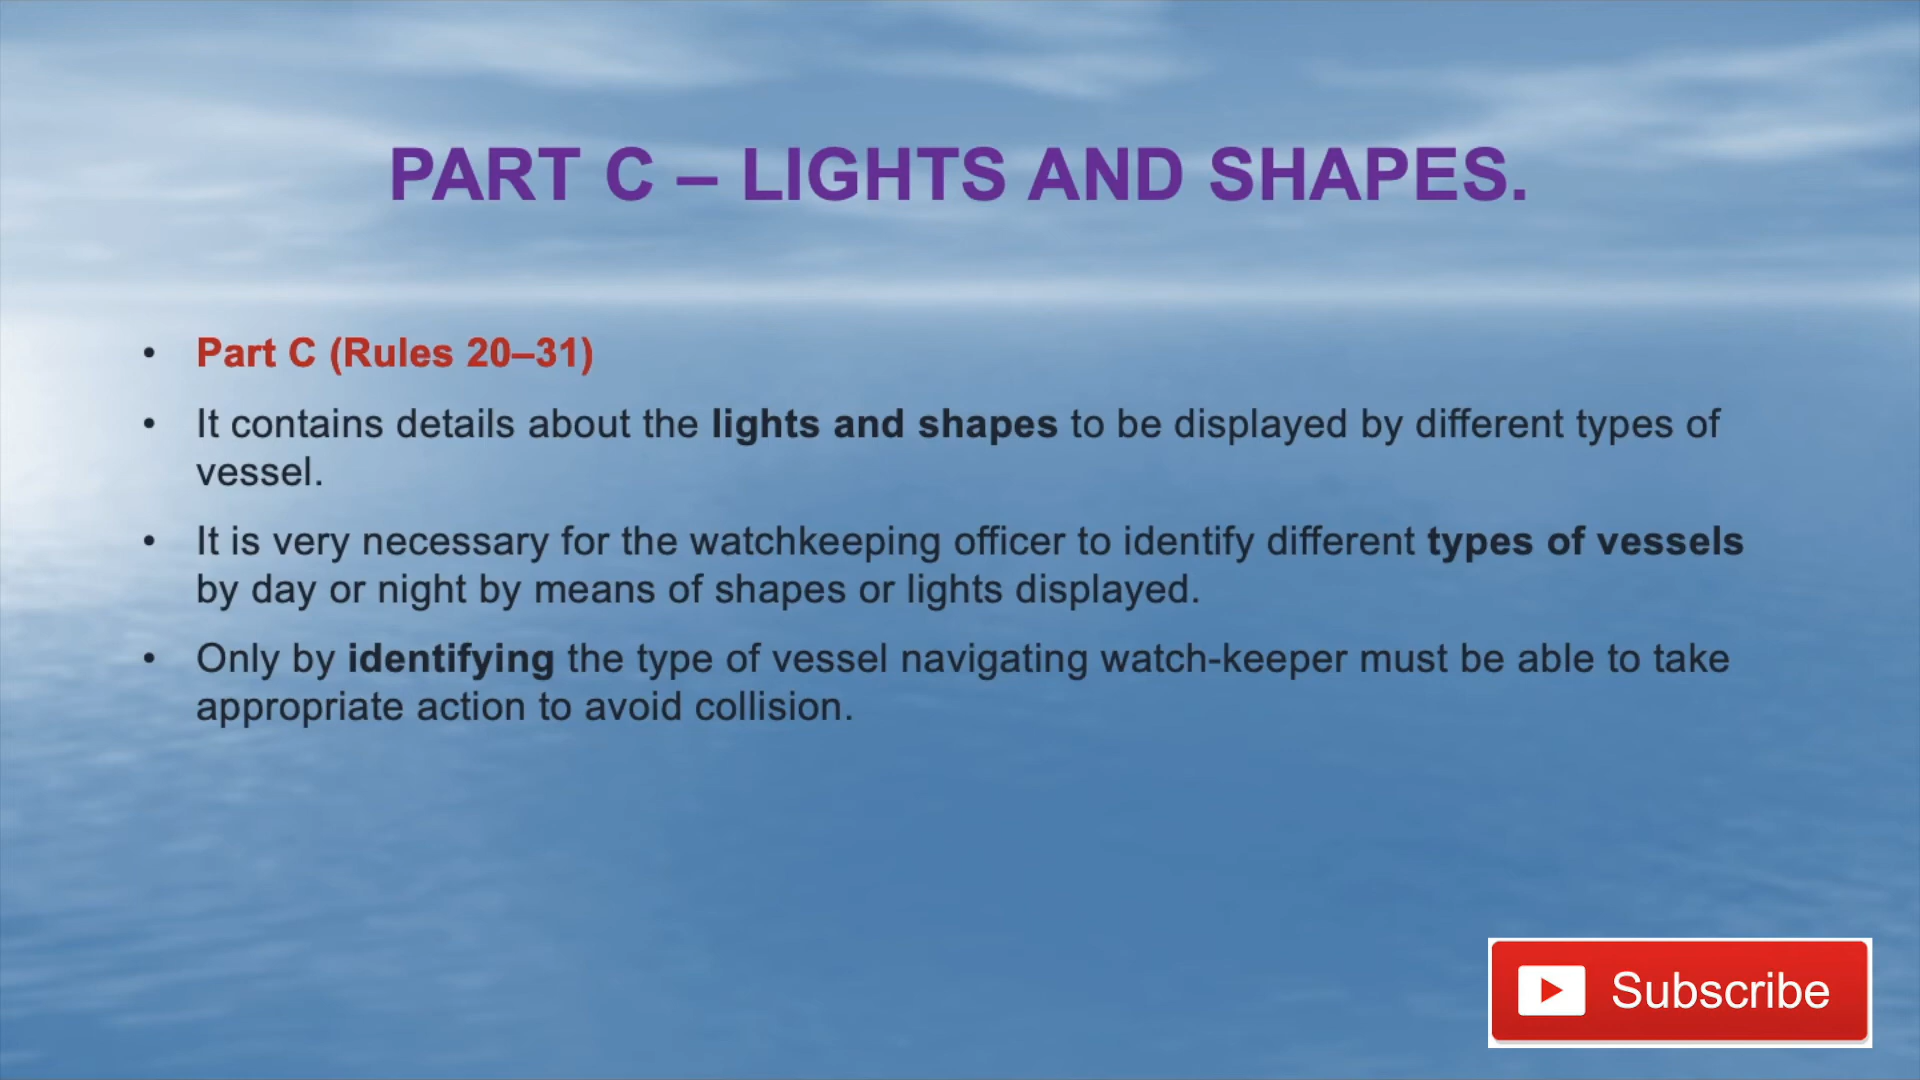 PART C – LIGHTS AND SHAPES.
• Part C (Rules 20–31)
• It contains details about the lights and shapes to be displayed by different types of
vessel.
• It is very necessary for the watchkeeping officer to identify different types of vessels
by day or night by means of shapes or lights displayed.
• Only by identifying the type of vessel navigating watch-keeper must be able to take
appropriate action to avoid collision.
Subscribe